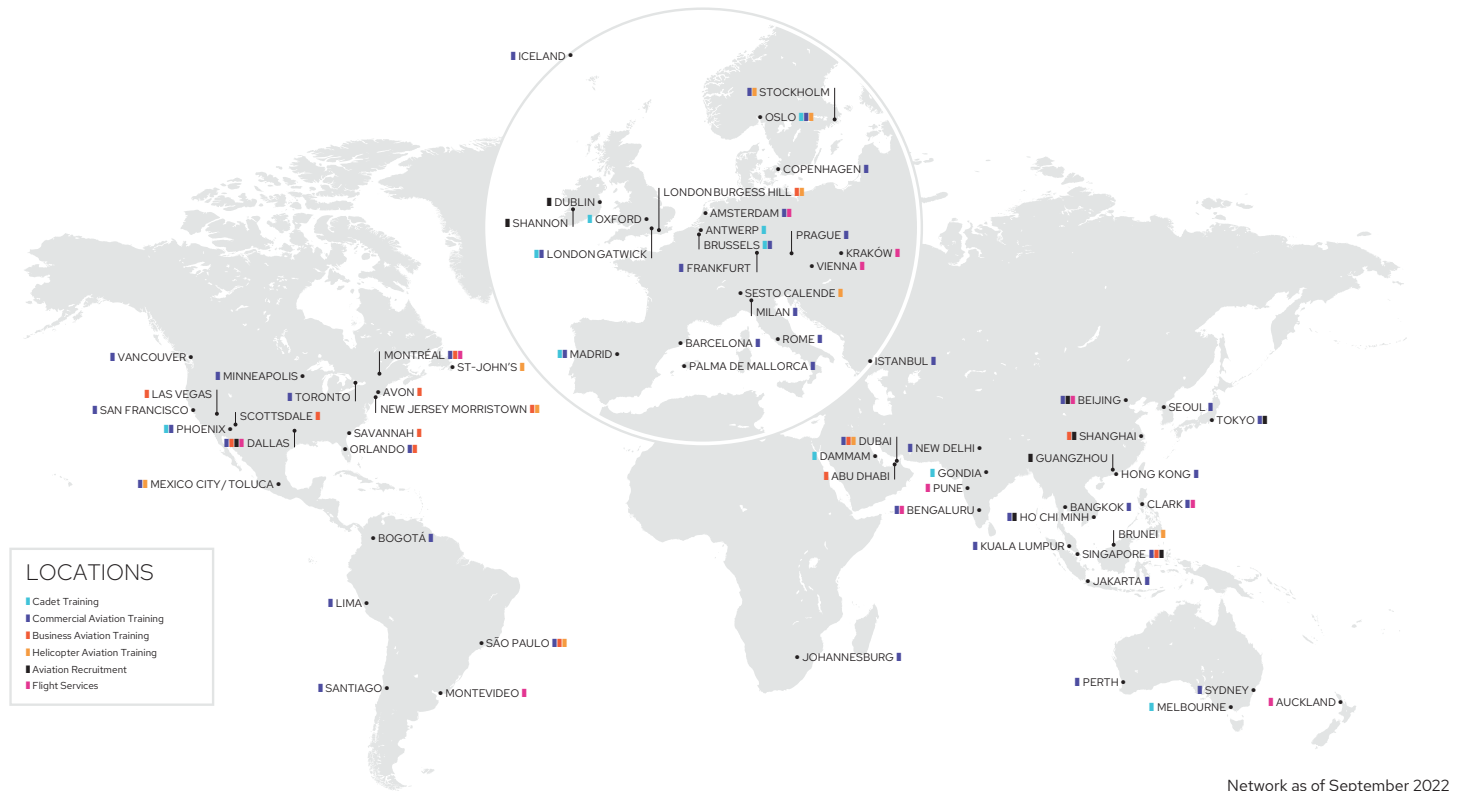 ICELAND
STOCKHOLM
OSLO
COPENHAGEN
LONDON BURGESS HILL
DUBLIN
AMSTERDAM
SHANNON
OXFORD
ANTWERP
PRAGUE
BRUSSELS
LONDON GATWICK
KRAKÓW
FRANKFURT
VIENNA
SESTO CALENDE
MILAN
BARCELONA
ROME
MADRID
PALMA DE MALLORCA
ISTANBUL
VANCOUVER
MONTRÉAL
ST-JOHN'S
MINNEAPOLIS
LAS VEGAS
TORONTO
AVON
SAN FRANCISCO
NEW JERSEY MORRISTOWN
SCOTTSDALE
PHOENIX
SAVANNAH
DALLAS
ORLANDO
MEXICO CITY / TOLUCA
BEIJING
SEOUL
TOKYO
DUBAI
SHANGHAI
NEW DELHI
DAMMAM
GUANGZHOU
ABU DHABI
GONDIA
HONG KONG
PUNE
BENGALURU
BANGKOK
CLARK
HO CHI MINH
BRUNEI
KUALA LUMPUR
SINGAPORE
JAKARTA
BOGOTÁ
LIMA
SÃO PAULO
SANTIAGO
MONTEVIDEO
JOHANNESBURG
PERTH
SYDNEY
MELBOURNE
AUCKLAND
LOCATIONS
Cadet Training
Commercial Aviation Training
Business Aviation Training
Helicopter Aviation Training
Aviation Recruitment
Flight Services
Network as of September 2022